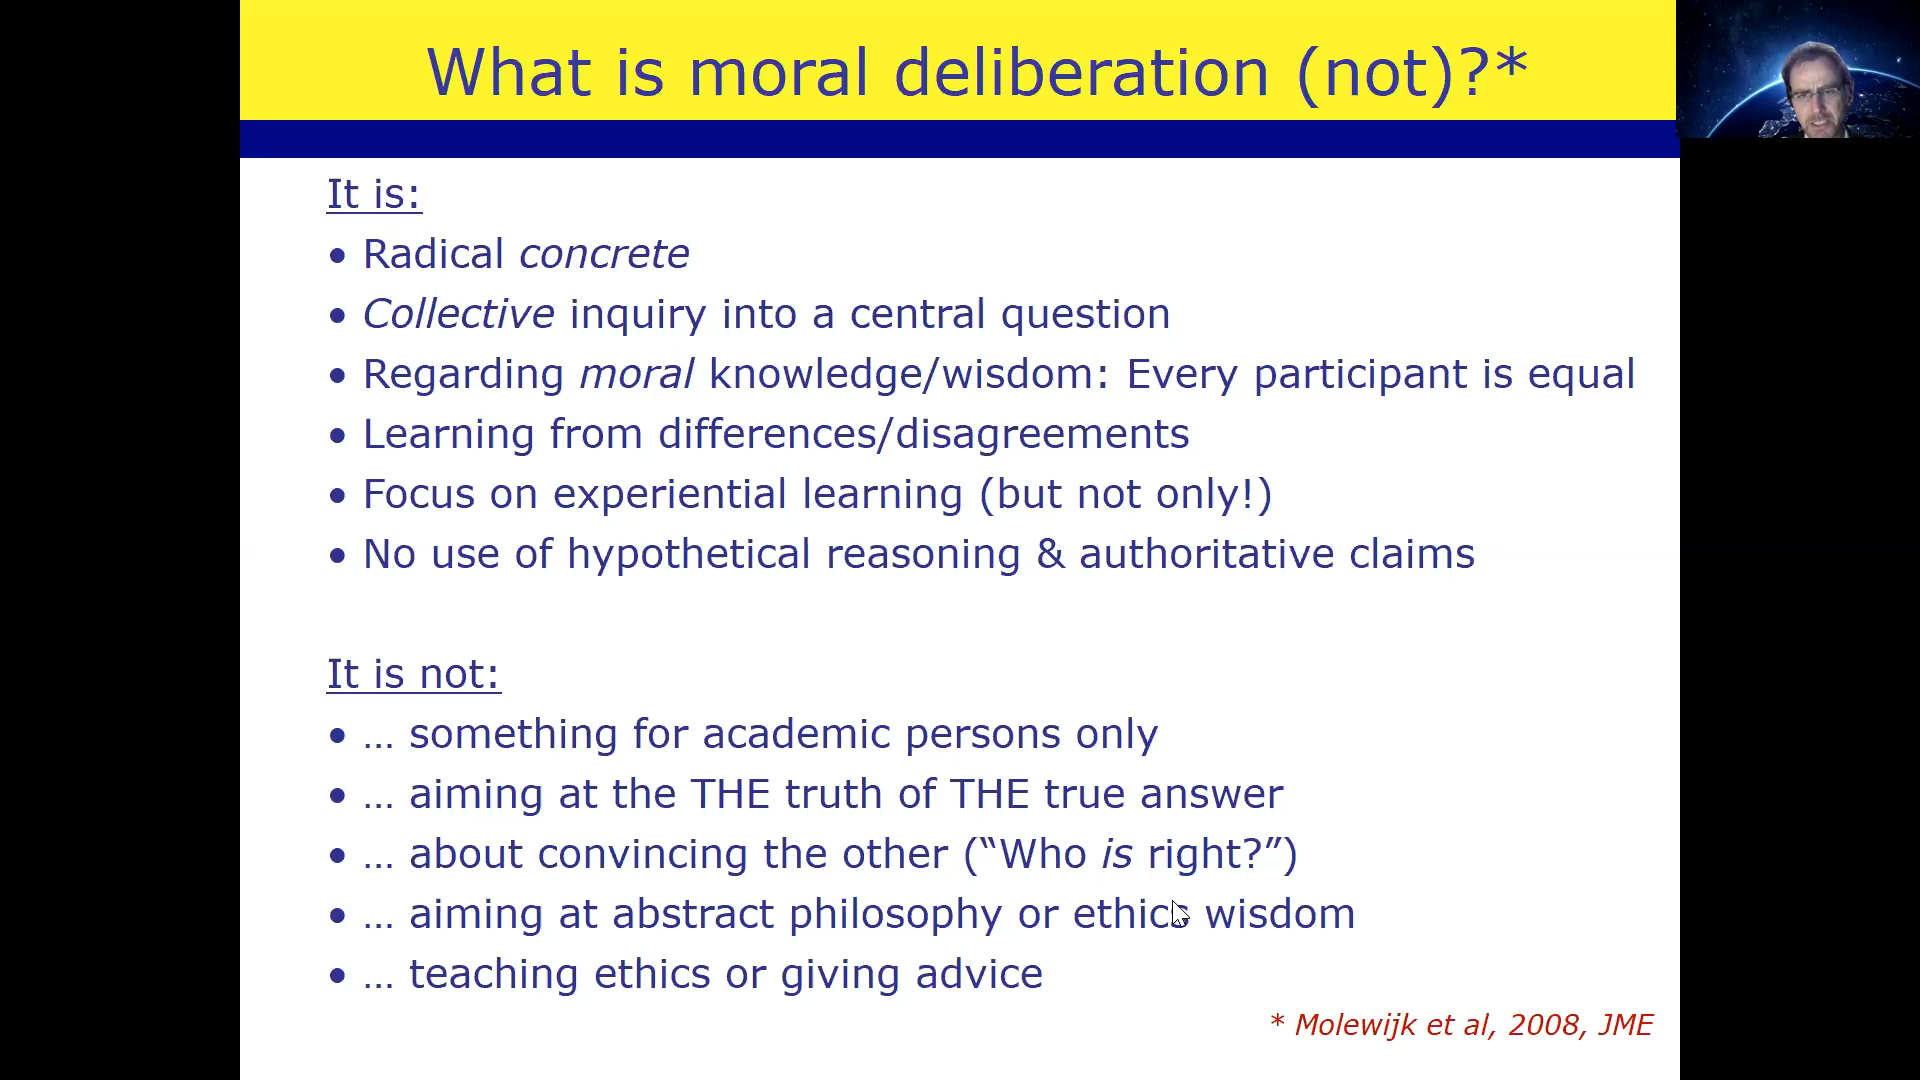 What is moral deliberation (not)?*
It is:
• Radical concrete
• Collective inquiry into a central question
• Regarding moral knowledge/wisdom: Every participant is equal
• Learning from differences/disagreements
• Focus on experiential learning (but not only!)
• No use of hypothetical reasoning & authoritative claims
It is not:
• … something for academic persons only
• … aiming at the THE truth of THE true answer
• … about convincing the other (“Who is right?”)
• … aiming at abstract philosophy or ethics wisdom
• … teaching ethics or giving advice
* Molewijk et al, 2008, JME